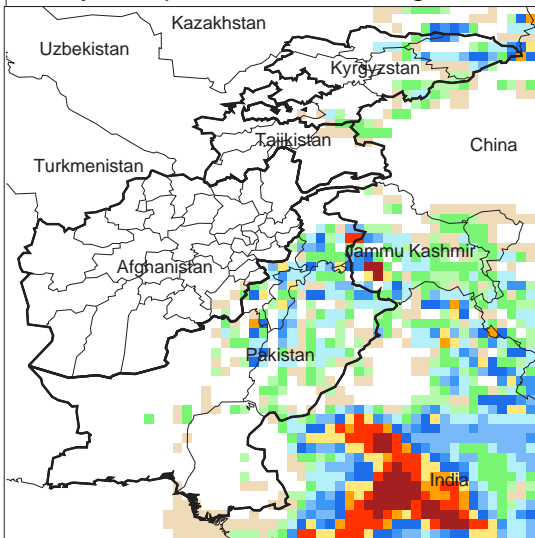 Kazakhstan
Uzbekistan
Kyrgyzstan
Tajikistan
China
Turkmenistan
Jammu Kashmir
Afghanistan
Pakistan
India